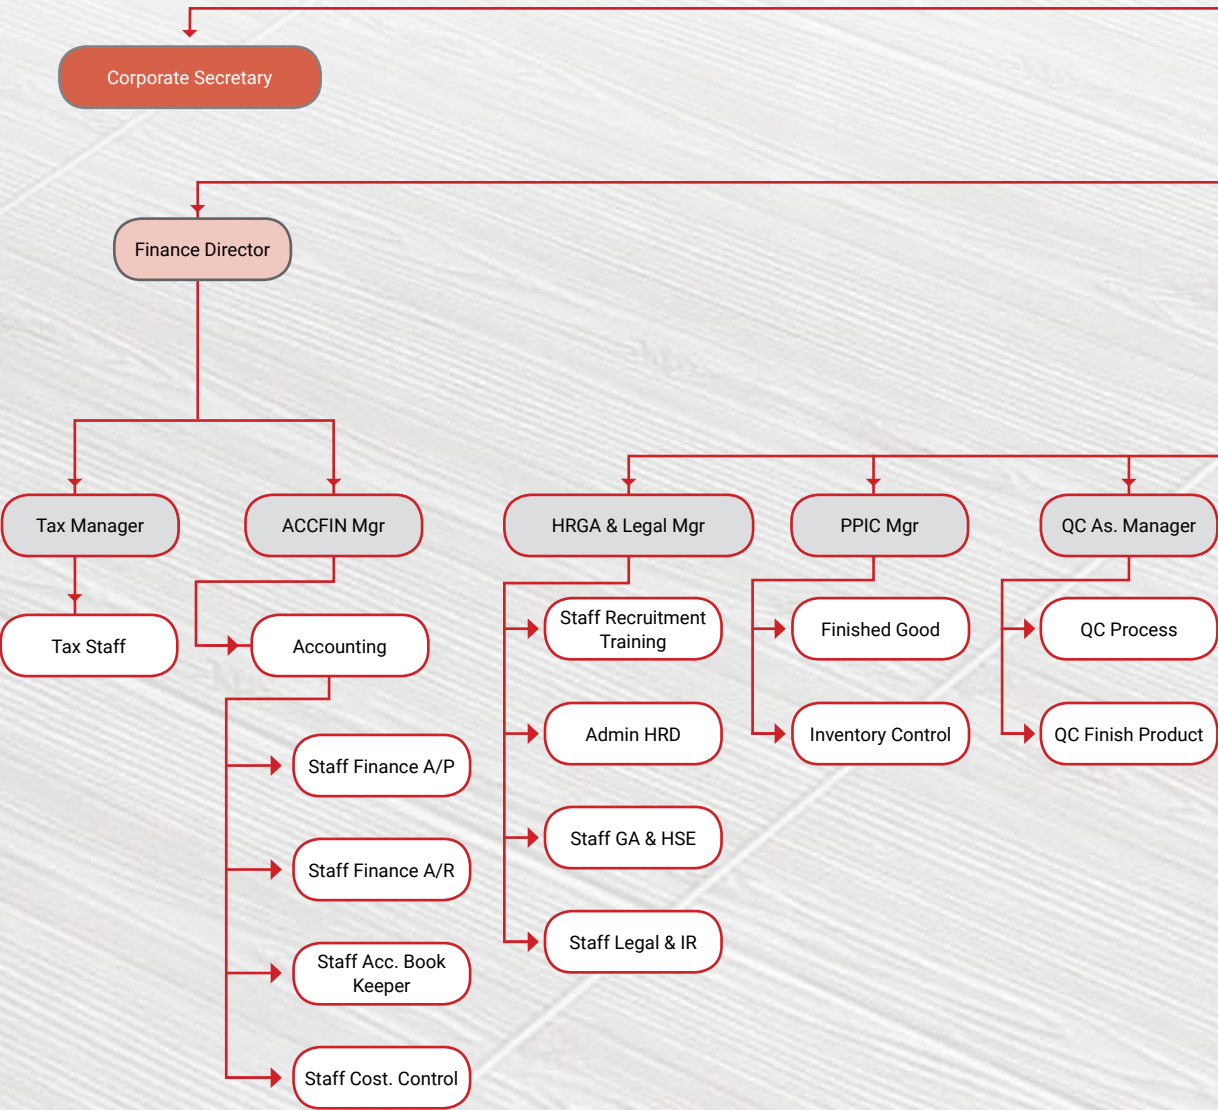 Corporate Secretary
Finance Director
Tax Manager
ACCFIN Mgr
HRGA & Legal Mgr
PPIC Mgr
QC As. Manager
Tax Staff
Accounting
Staff Finance A/P
Staff Finance A/R
Staff Acc. Book
Keeper
Staff Cost. Control
Staff Recruitment
Training
Admin HRD
Staff GA & HSE
Staff Legal & IR
Finished Good
Inventory Control
QC Process
QC Finish Product